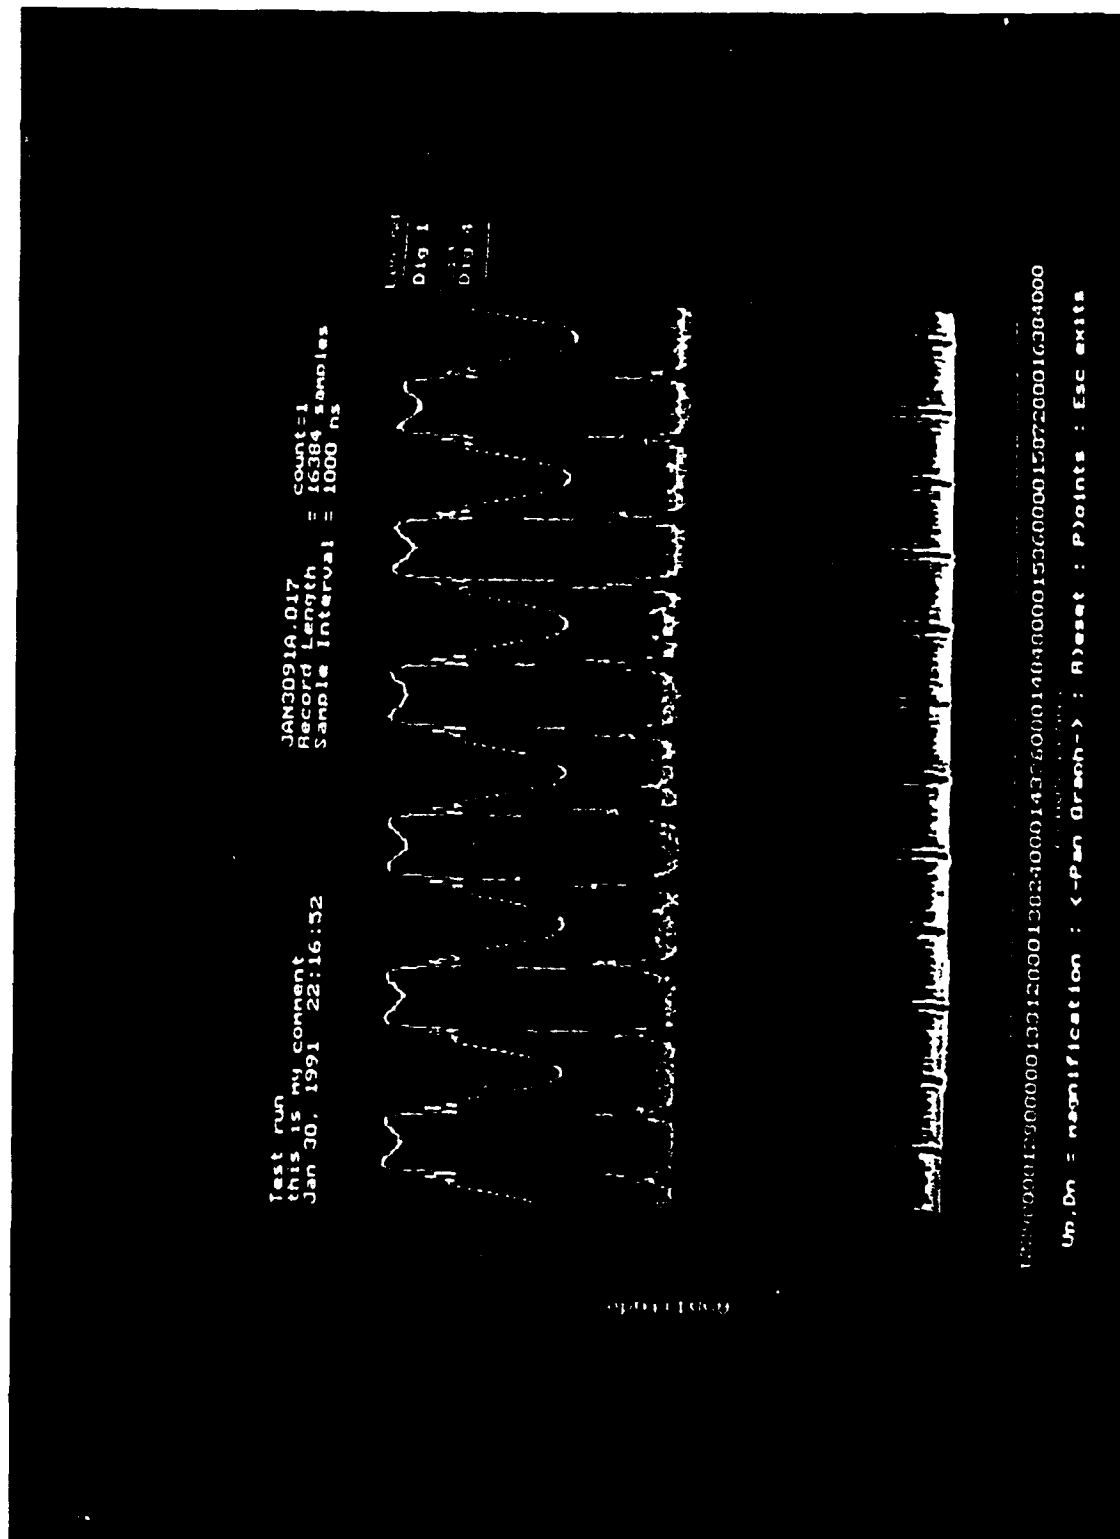 Test run
this is my comment
Jan 30, 1991 22:16:52
JAN3091A.017 count=1
Record Length = 16384 samples
Sample Interval = 1000 ns
Dig 1
Dig 4
Amplitude
Up,Dn = magnification : <-Pan Graph-> : R)eset : P)oints : Esc exits